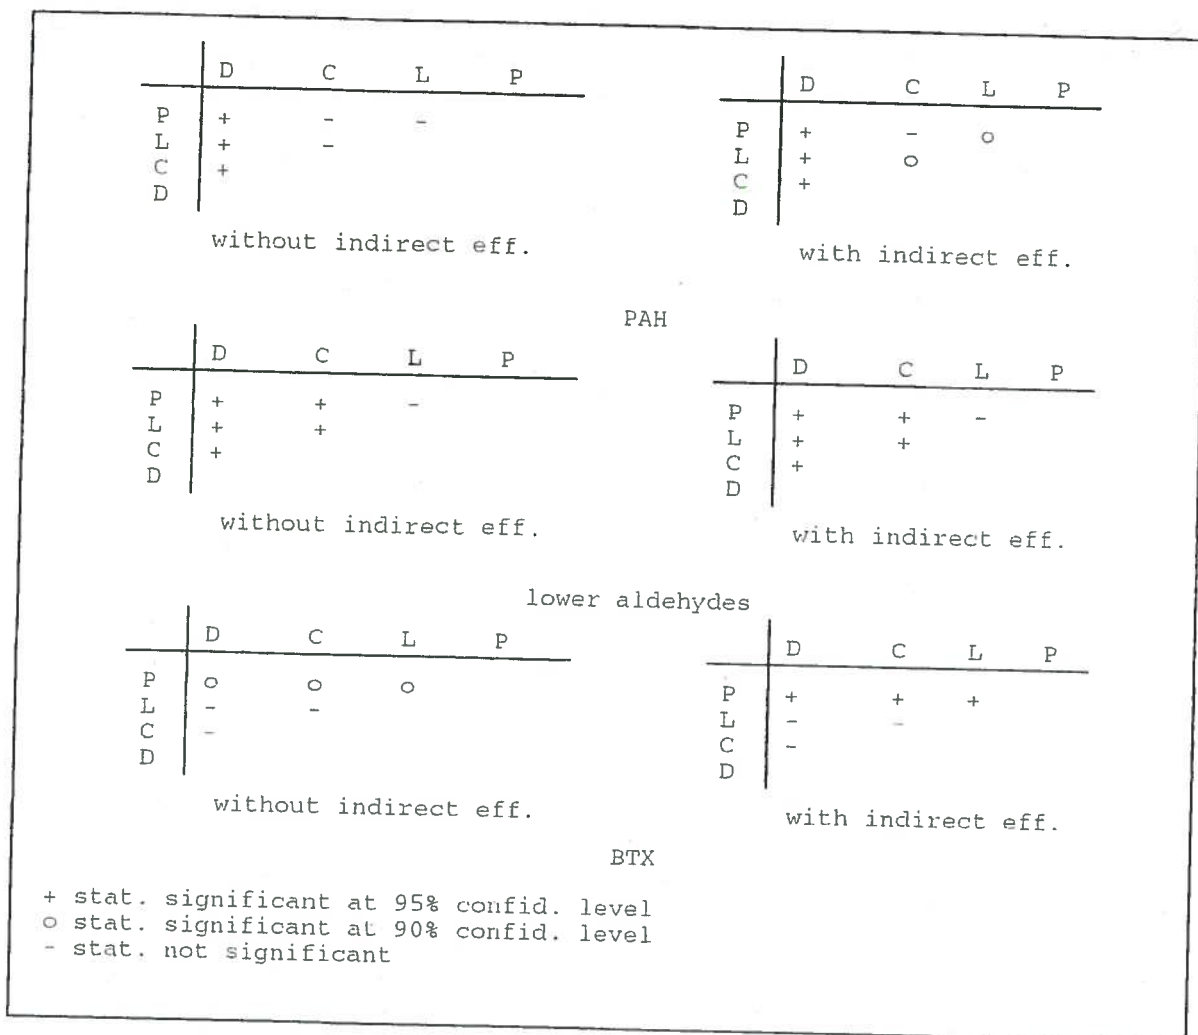 D C L P
P + - -
L + -
C +
D
without indirect eff.
D C L P
P + - o
L + o
C +
D
with indirect eff.
PAH
D C L P
P + + -
L + +
C +
D
without indirect eff.
D C L P
P + + -
L + +
C +
D
with indirect eff.
lower aldehydes
D C L P
P o o o
L - -
C -
D
without indirect eff.
D C L P
P + + +
L - -
C -
D
with indirect eff.
BTX
+ stat. significant at 95% confid. level
o stat. significant at 90% confid. level
- stat. not significant